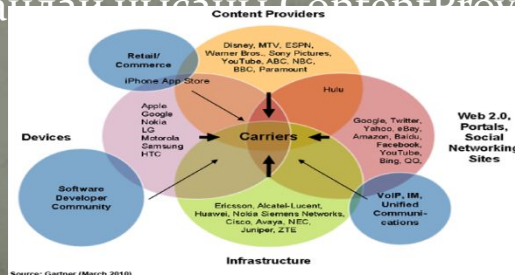 Content Providers
Retail/
Commerce
Disney, MTV, ESPN,
Warner Bros., Sony Pictures,
YouTube, ABC, NBC,
BBC, Paramount
iPhone App Store
Hulu
Devices
Apple
Google
Nokia
LG
Motorola
Samsung
HTC
Carriers
Google, Twitter,
Yahoo, eBay,
Amazon, Baidu,
Facebook,
YouTube,
Bing, QQ,
Web 2.0,
Portals,
Social
Networking
Sites
Software
Developer
Community
Ericsson, Alcatel-Lucent,
Huawei, Nokia Siemens Networks,
Cisco, Avaya, NEC,
Juniper, ZTE
VoIP, IM,
Unified
Communi-
cations
Infrastructure
Source: Gartner (March 2010)